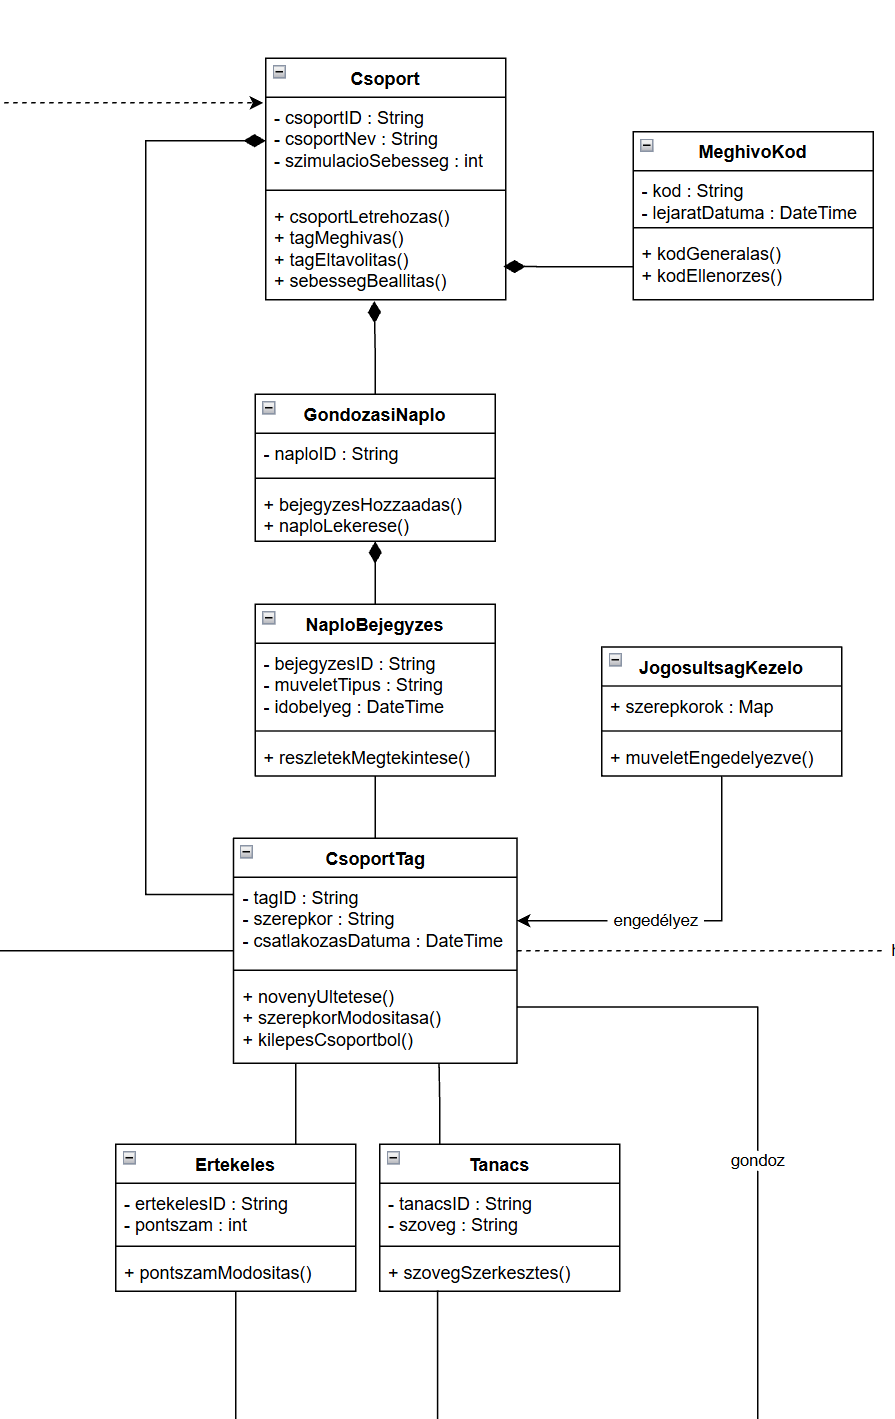 Csoport
- csoportID : String
- csoportNev : String
- szimulacioSebesseg : int
+ csoportLetrehozas()
+ tagMeghivas()
+ tagEltavolitas()
+ sebessegBeallitas()
MeghivoKod
- kod : String
- lejaratDatuma : DateTime
+ kodGeneralas()
+ kodEllenorzes()
GondozasiNaplo
- naploID : String
+ bejegyzesHozzaadas()
+ naploLekerese()
NaploBejegyzes
- bejegyzesID : String
- muveletTipus : String
- idobelyeg : DateTime
+ reszletekMegtekintese()
JogosultsagKezelo
+ szerepkorok : Map
+ muveletEngedelyezve()
CsoportTag
- tagID : String
- szerepkor : String
- csatlakozasDatuma : DateTime
+ novenyUltetese()
+ szerepkorModositasa()
+ kilepesCsoportbol()
engedélyez
Ertekeles
- ertekelesID : String
- pontszam : int
+ pontszamModositas()
Tanacs
- tanacsID : String
- szoveg : String
+ szovegSzerkesztes()
gondoz